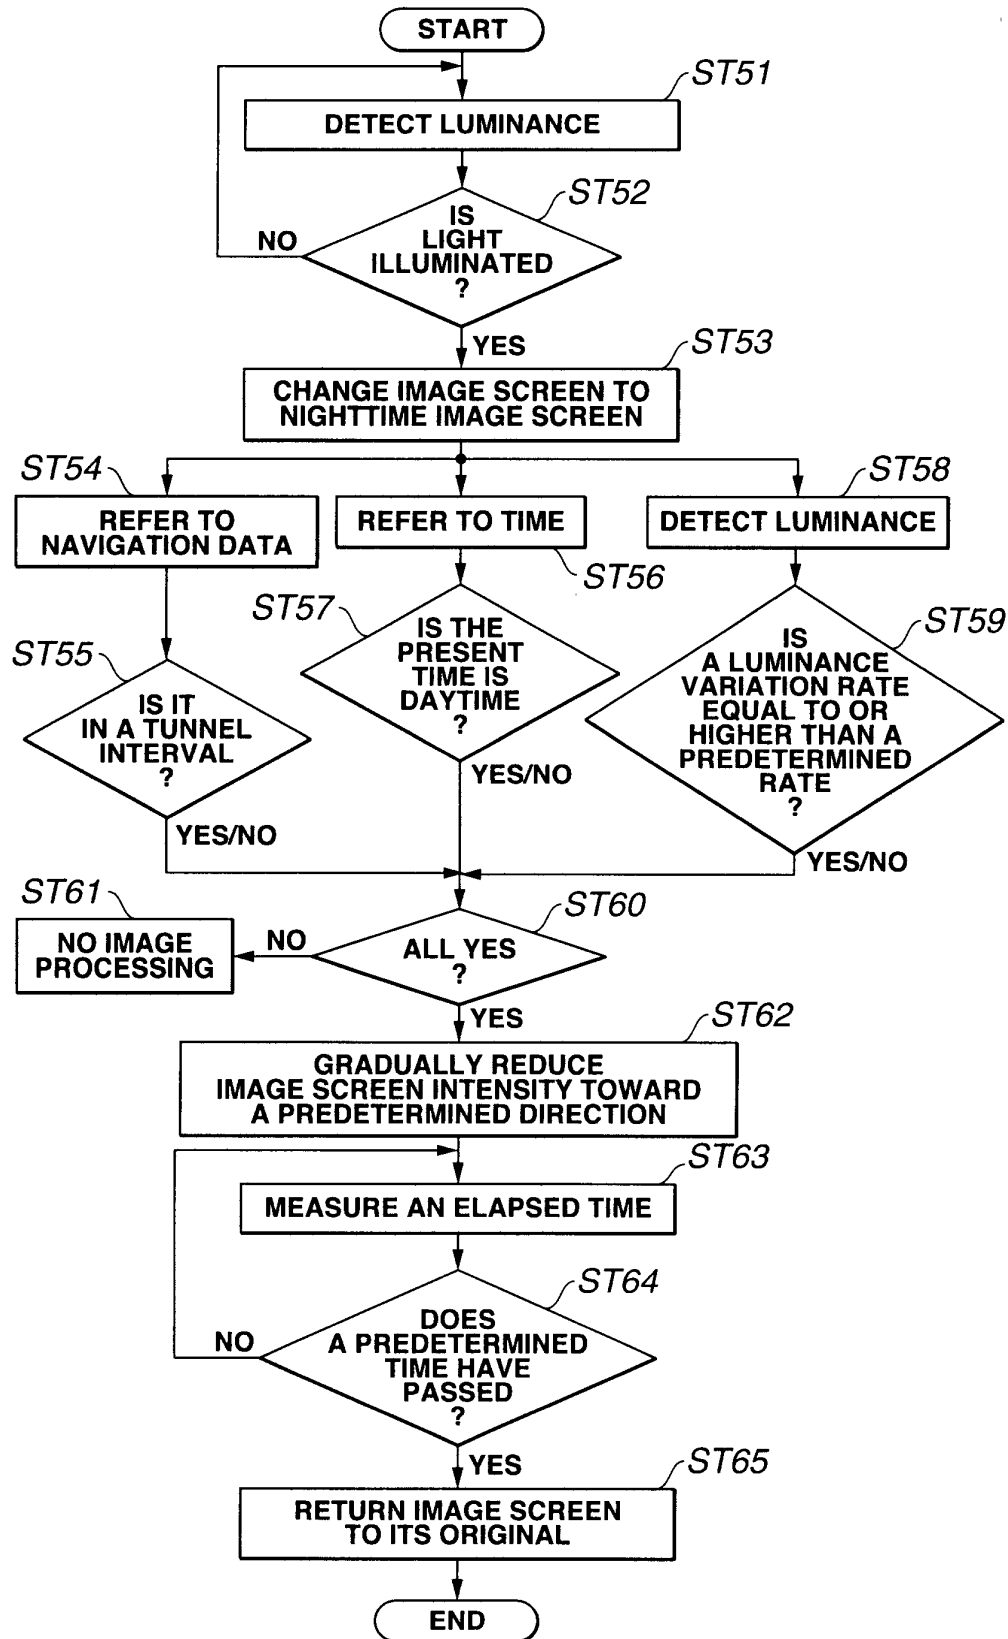 START
ST51
DETECT LUMINANCE
ST52
IS
LIGHT
ILLUMINATED
?
NO
YES
ST53
CHANGE IMAGE SCREEN TO
NIGHTTIME IMAGE SCREEN
ST54
REFER TO
NAVIGATION DATA
REFER TO TIME
ST56
ST58
DETECT LUMINANCE
ST55
IS IT
IN A TUNNEL
INTERVAL
?
YES/NO
ST57
IS THE
PRESENT
TIME IS
DAYTIME
?
YES/NO
ST59
IS
A LUMINANCE
VARIATION RATE
EQUAL TO OR
HIGHER THAN A
PREDETERMINED
RATE
?
YES/NO
ST61
NO IMAGE
PROCESSING
NO
ST60
ALL YES
?
YES
ST62
GRADUALLY REDUCE
IMAGE SCREEN INTENSITY TOWARD
A PREDETERMINED DIRECTION
ST63
MEASURE AN ELAPSED TIME
ST64
DOES
A PREDETERMINED
TIME HAVE
PASSED
?
NO
YES
ST65
RETURN IMAGE SCREEN
TO ITS ORIGINAL
END